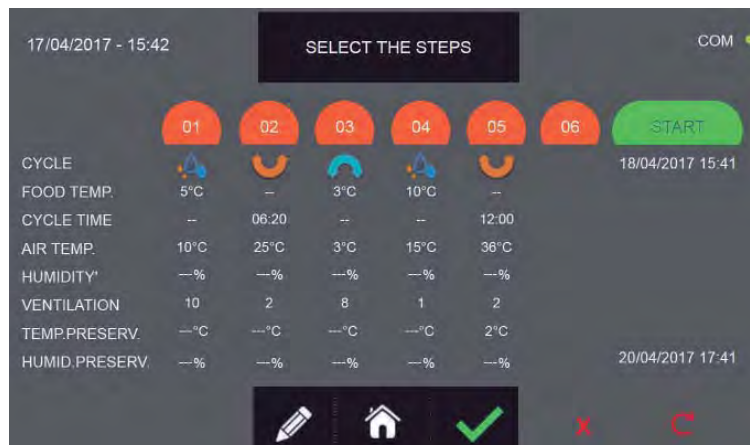 17/04/2017 - 15:42 SELECT THE STEPS COM
01 02 03 04 05 06 START
CYCLE 18/04/2017 15:41
FOOD TEMP. 5°C -- 3°C 10°C --
CYCLE TIME -- 06:20 -- -- 12:00
AIR TEMP. 10°C 25°C 3°C 15°C 36°C
HUMIDITY' ---% ---% ---% ---% ---%
VENTILATION 10 2 8 1 2
TEMP.PRESERV. ---°C ---°C ---°C ---°C 2°C
HUMID.PRESERV. ---% ---% ---% ---% ---% 20/04/2017 17:41
X